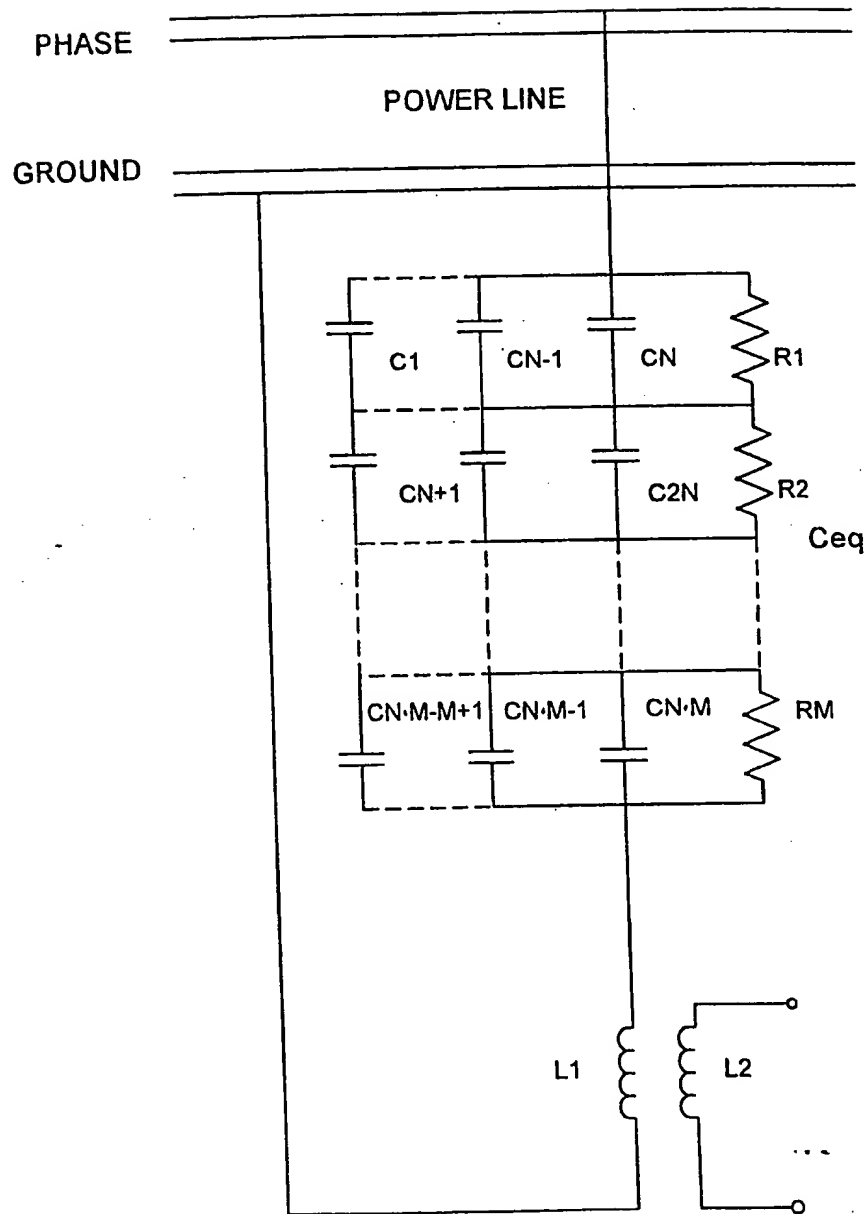 PHASE
POWER LINE
GROUND
C1 CN-1 CN R1
CN+1 C2N R2
Ceq
CN·M-M+1 CN·M-1 CN·M RM
L1 L2